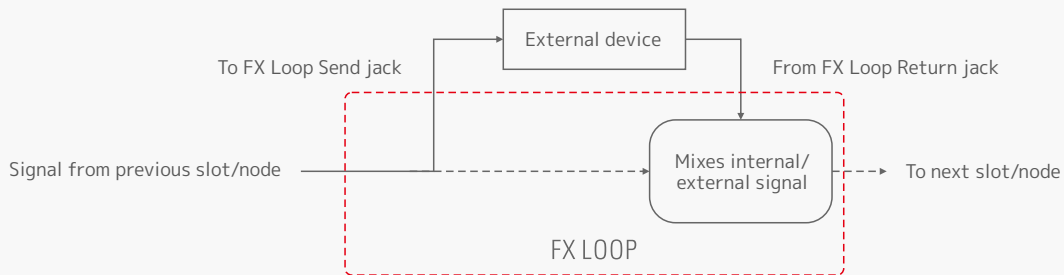 External device
To FX Loop Send jack
From FX Loop Return jack
Signal from previous slot/node
Mixes internal/
external signal
To next slot/node
FX LOOP